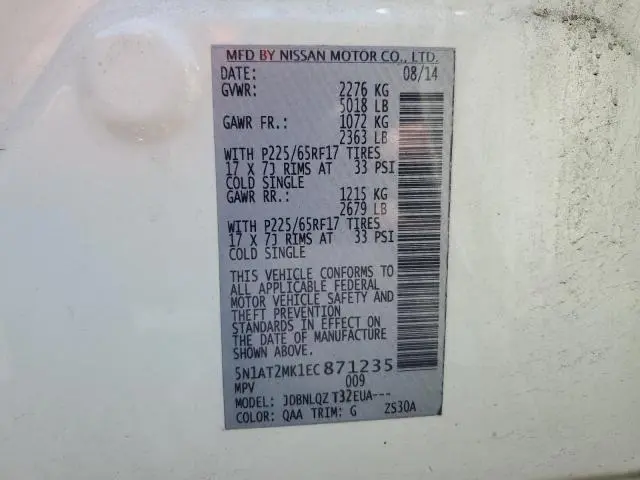 MFD BY NISSAN MOTOR CO., LTD.
DATE: 08/14
GVWR: 2276 KG
5018 LB
GAWR FR.: 1072 KG
2363 LB
WITH P225/65RF17 TIRES
17 X 7J RIMS AT 33 PSI
COLD SINGLE
GAWR RR.: 1215 KG
2679 LB
WITH P225/65RF17 TIRES
17 X 7J RIMS AT 33 PSI
COLD SINGLE
THIS VEHICLE CONFORMS TO
ALL APPLICABLE FEDERAL
MOTOR VEHICLE SAFETY AND
THEFT PREVENTION
STANDARDS IN EFFECT ON
THE DATE OF MANUFACTURE
SHOWN ABOVE.
5N1AT2MK1EC871235
MPV 009
MODEL: JDBNLQZ T32EUA---
COLOR: QAA TRIM: G ZS30A